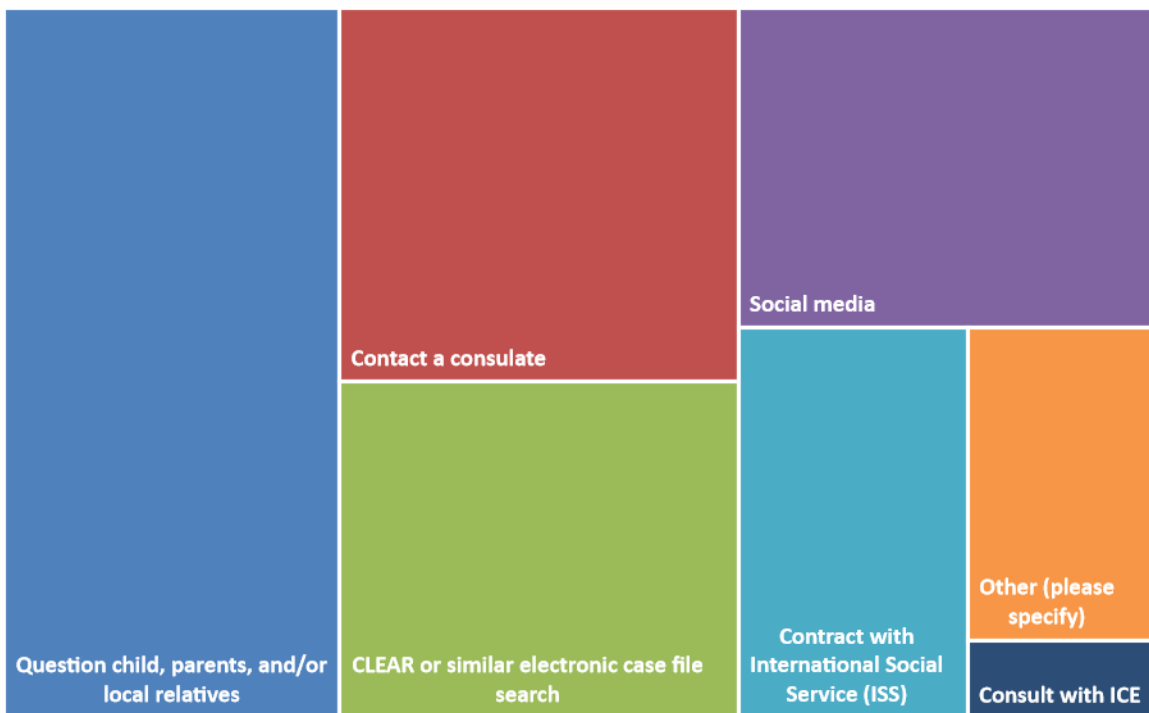 Question child, parents, and/or
local relatives
Contact a consulate
CLEAR or similar electronic case file
search
Social media
Contract with
International Social
Service (ISS)
Other (please
specify)
Consult with ICE